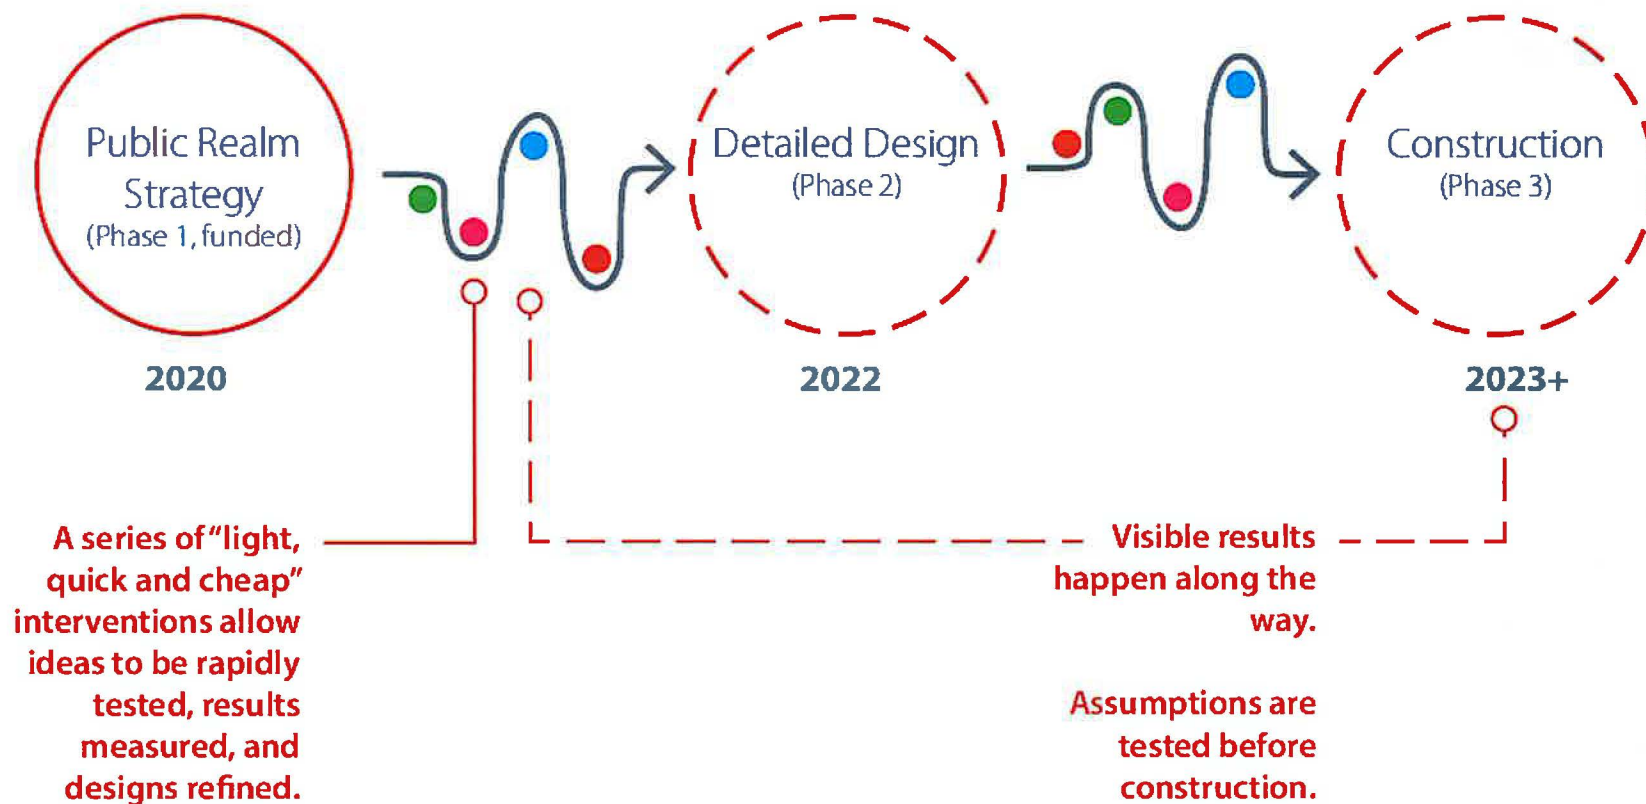 Public Realm
Strategy
(Phase 1, funded)
2020
Detailed Design
(Phase 2)
2022
Construction
(Phase 3)
2023+
A series of "light,
quick and cheap"
interventions allow
ideas to be rapidly
tested, results
measured, and
designs refined.
Visible results
happen along the
way.
Assumptions are
tested before
construction.